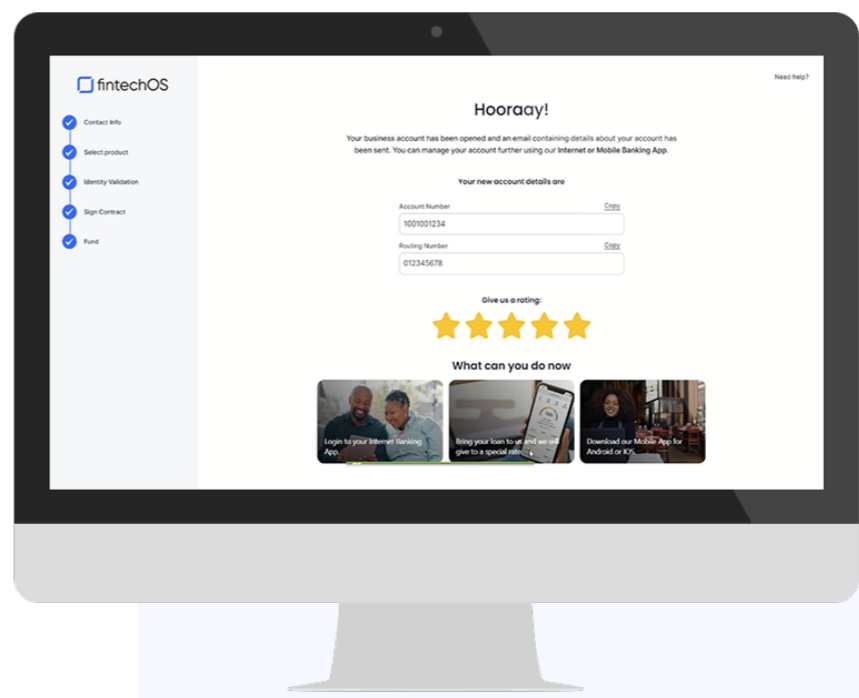 fintechOS
Contact Info
Select product
Identity Validation
Sign Contract
Fund
Need help?
Hooraay!
Your business account has been opened and an email containing details about your account has
been sent. You can manage your account further using our Internet or Mobile Banking App.
Your new account details are
Account Number Copy
1001001234
Routing Number Copy
012345678
Give us a rating:
What can you do now
Login to your Internet Banking
App.
Bring your loan to us and we will
give to a special rate
Download our Mobile App for
Android or IOS.